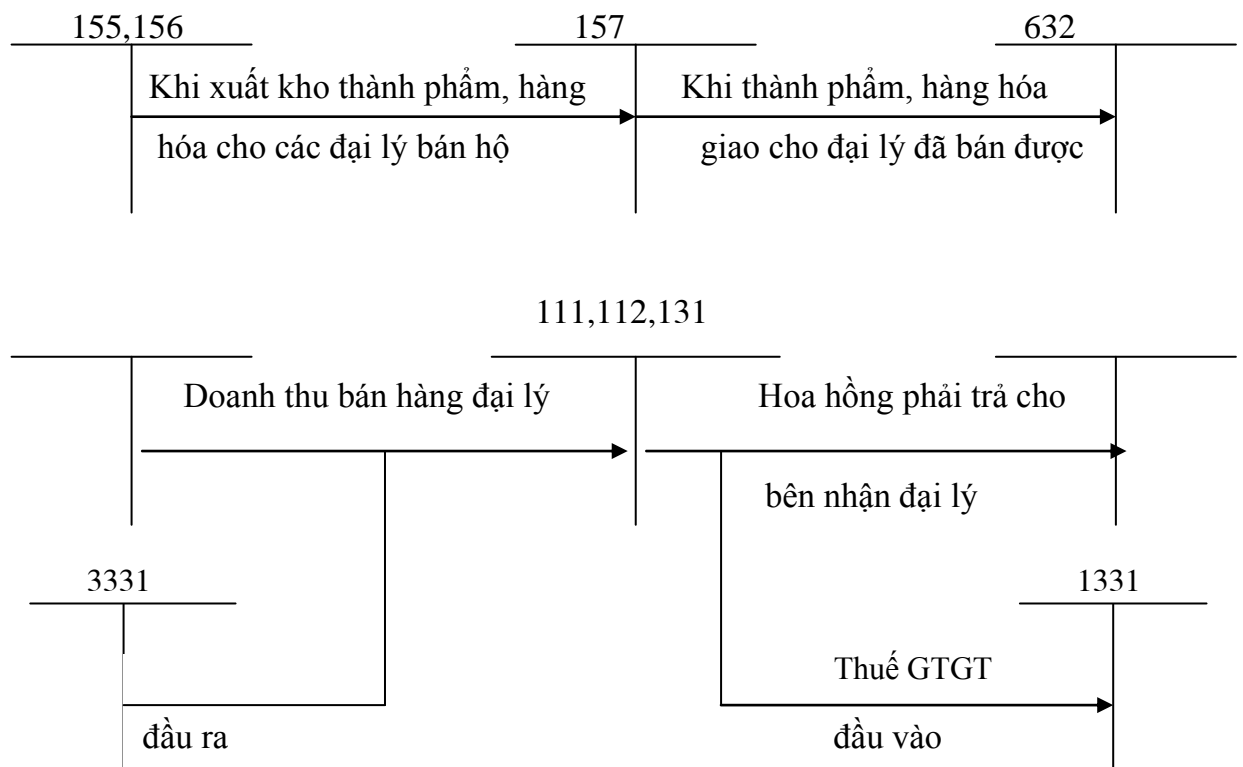 155,156
157
632
Khi xuất kho thành phẩm, hàng
hóa cho các đại lý bán hộ
Khi thành phẩm, hàng hóa
giao cho đại lý đã bán được
111,112,131
Doanh thu bán hàng đại lý
Hoa hồng phải trả cho
bên nhận đại lý
3331
1331
đầu ra
Thuế GTGT
đầu vào